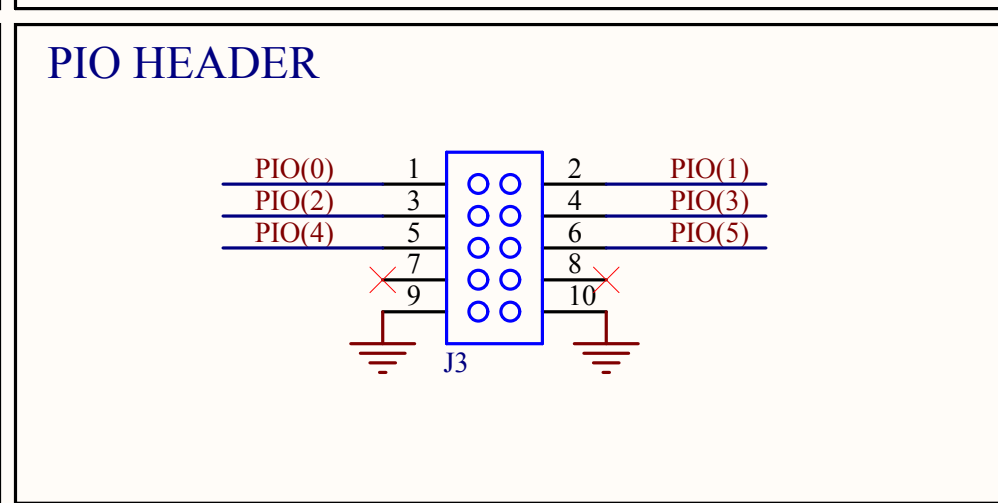 PIO HEADER
PIO(0) 1 2 PIO(1)
PIO(2) 3 4 PIO(3)
PIO(4) 5 6 PIO(5)
7 8
9 10
J3